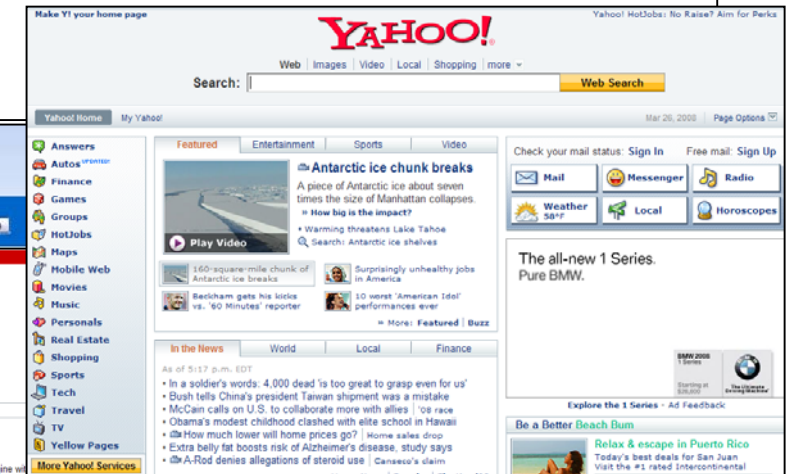 Make Y! your home page
Yahoo! HotJobs: No Raise? Aim for Perks
YAHOO!
Web | Images | Video | Local | Shopping | more
Search:
Web Search
Yahoo! Home
My Yahoo!
Mar 26, 2008
Page Options
Answers
Autos UPDATED!
Finance
Games
Groups
HotJobs
Maps
Mobile Web
Movies
Music
Personals
Real Estate
Shopping
Sports
Tech
Travel
TV
Yellow Pages
More Yahoo! Services
Featured
Entertainment
Sports
Video
Play Video
Antarctic ice chunk breaks
A piece of Antarctic ice about seven
times the size of Manhattan collapses.
» How big is the impact?
• Warming threatens Lake Tahoe
Search: Antarctic ice shelves
160-square-mile chunk of
Antarctic ice breaks
Surprisingly unhealthy jobs
in America
Beckham gets his kicks
vs. '60 Minutes' reporter
10 worst 'American Idol'
performances ever
» More: Featured | Buzz
In the News
World
Local
Finance
As of 5:17 p.m. EDT
• In a soldier's words: 4,000 dead 'is too great to grasp even for us'
• Bush tells China's president Taiwan shipment was a mistake
• McCain calls on U.S. to collaborate more with allies | '08 race
• Obama's modest childhood clashed with elite school in Hawaii
• How much lower will home prices go? | Home sales drop
• Extra belly fat boosts risk of Alzheimer's disease, study says
• A-Rod denies allegations of steroid use | Canseco's claim
Check your mail status: Sign In
Free mail: Sign Up
Mail
Messenger
Radio
Weather
58°F
Local
Horoscopes
The all-new 1 Series.
Pure BMW.
BMW 2008
1 Series
Starting at
The Ultimate
Driving Machine
Explore the 1 Series - Ad Feedback
Be a Better Beach Bum
Relax & escape in Puerto Rico
Today's best deals for San Juan
Visit the #1 rated Intercontinental